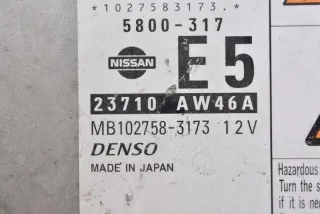 *1027583173.*
5800-317
NISSAN
E5
23710 AW46A
MB102758-3173 12V
DENSO
MADE IN JAPAN
Hazardous
Turn the s
if it is ne